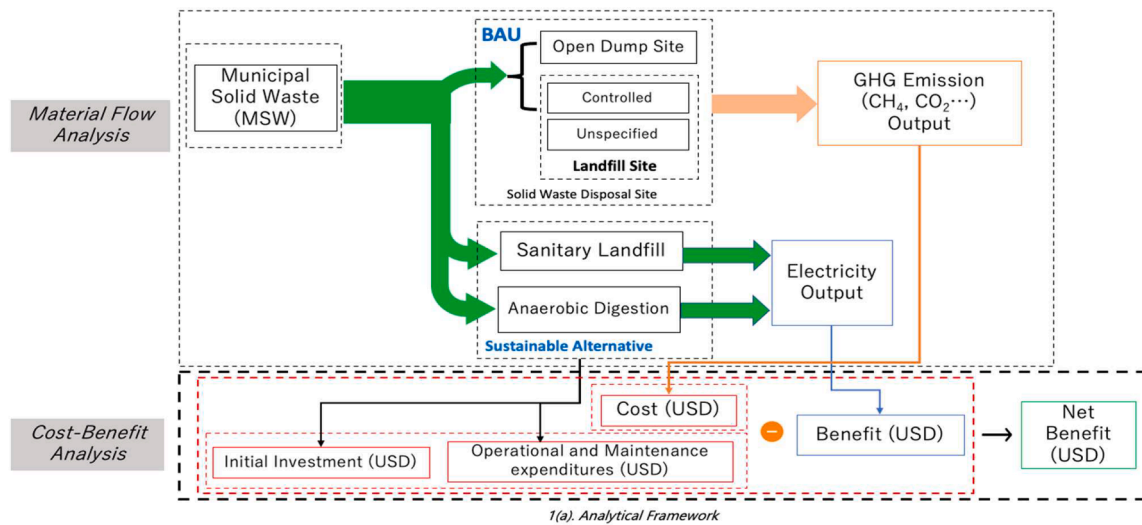 Material Flow
Analysis
Municipal
Solid Waste
(MSW)
BAU
Open Dump Site
Controlled
Unspecified
Landfill Site
Solid Waste Disposal Site
GHG Emission
(CH₄, CO₂⋯)
Output
Sanitary Landfill
Anaerobic Digestion
Sustainable Alternative
Electricity
Output
Cost-Benefit
Analysis
Cost (USD)
Initial Investment (USD)
Operational and Maintenance
expenditures (USD)
Benefit (USD)
Net
Benefit
(USD)
1(a). Analytical Framework